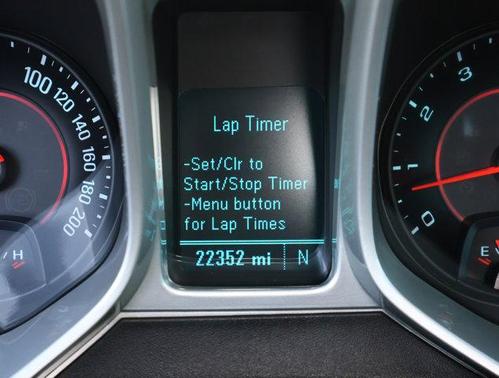 Lap Timer
-Set/Clr to
Start/Stop Timer
-Menu button
for Lap Times
22352 mi N
100
120
140
160
180
200
/H
3
2
1
0
E